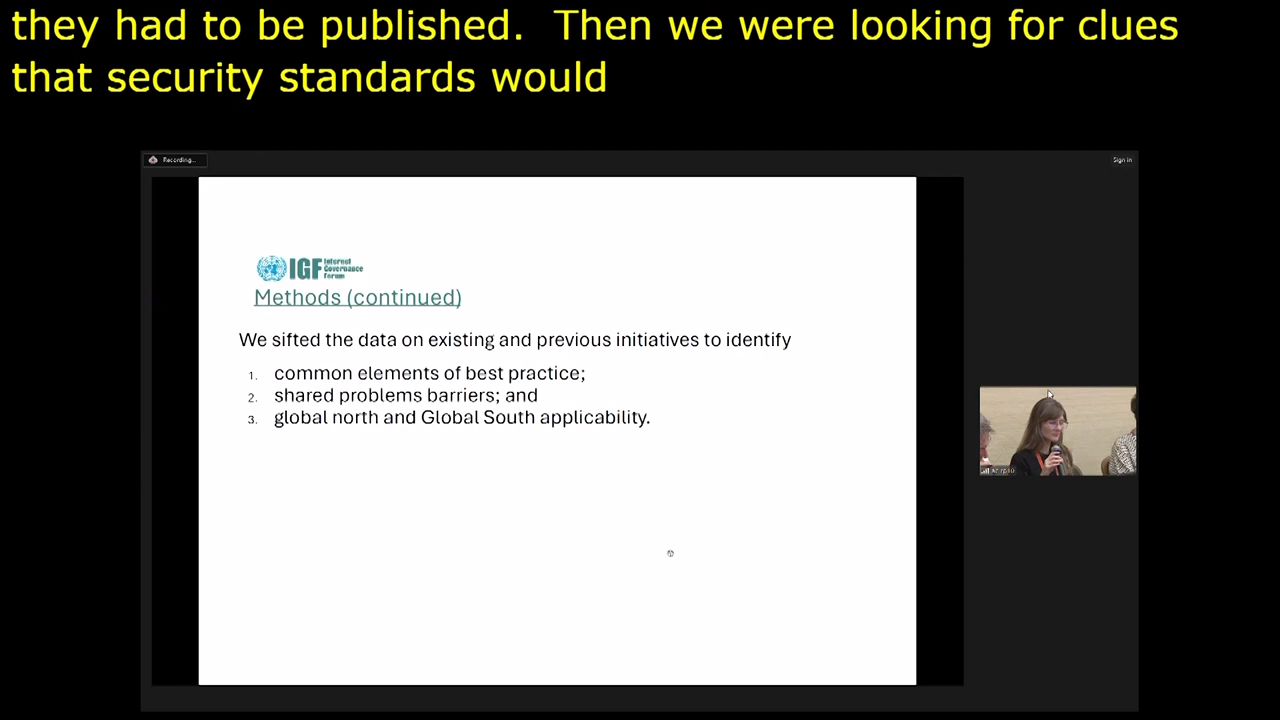 they had to be published.  Then we were looking for clues
that security standards would
Recording...
Sign in
IGF Internet
Governance
Forum
Methods (continued)
We sifted the data on existing and previous initiatives to identify
1. common elements of best practice;
2. shared problems barriers; and
3. global north and Global South applicability.